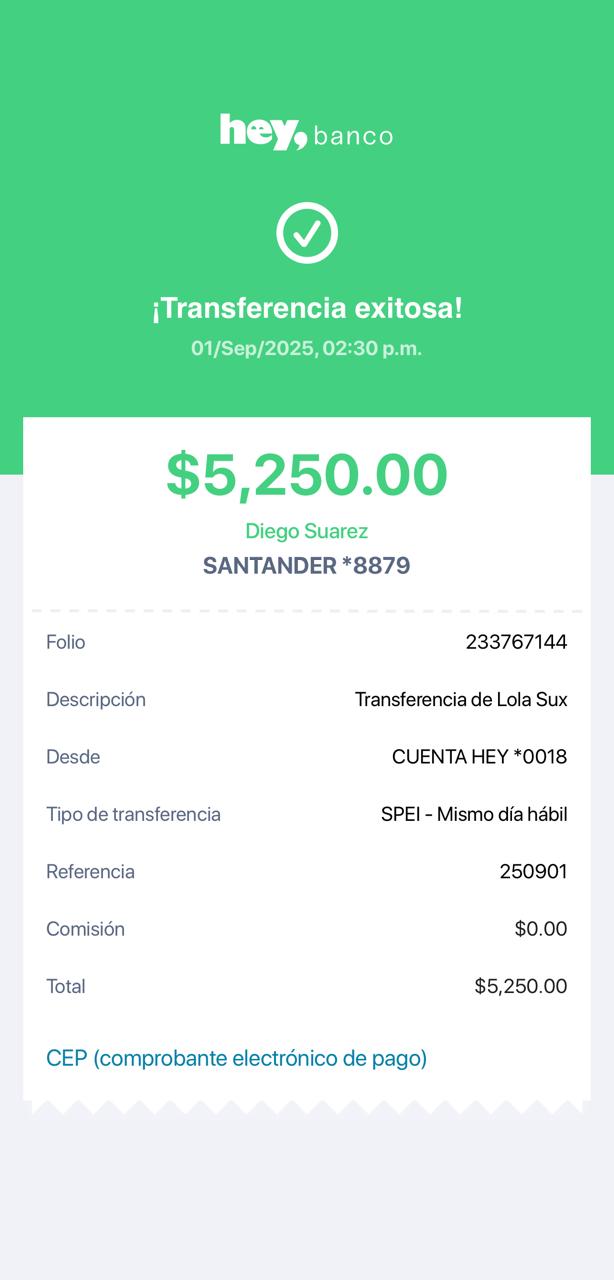 hey, banco
¡Transferencia exitosa!
01/Sep/2025, 02:30 p.m.
$5,250.00
Diego Suarez
SANTANDER *8879
Folio 233767144
Descripción Transferencia de Lola Sux
Desde CUENTA HEY *0018
Tipo de transferencia SPEI - Mismo día hábil
Referencia 250901
Comisión $0.00
Total $5,250.00
CEP (comprobante electrónico de pago)